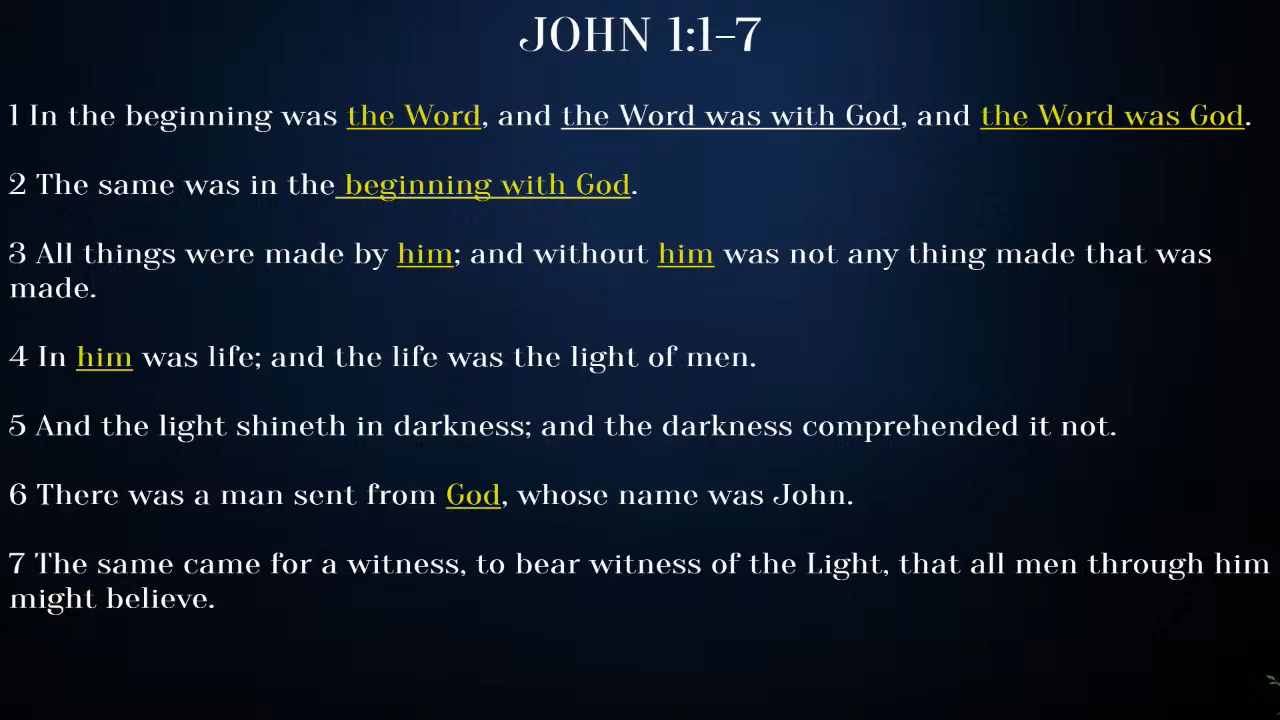 JOHN 1:1-7
1 In the beginning was the Word, and the Word was with God, and the Word was God.
2 The same was in the beginning with God.
3 All things were made by him; and without him was not any thing made that was
made.
4 In him was life; and the life was the light of men.
5 And the light shineth in darkness; and the darkness comprehended it not.
6 There was a man sent from God, whose name was John.
7 The same came for a witness, to bear witness of the Light, that all men through him
might believe.